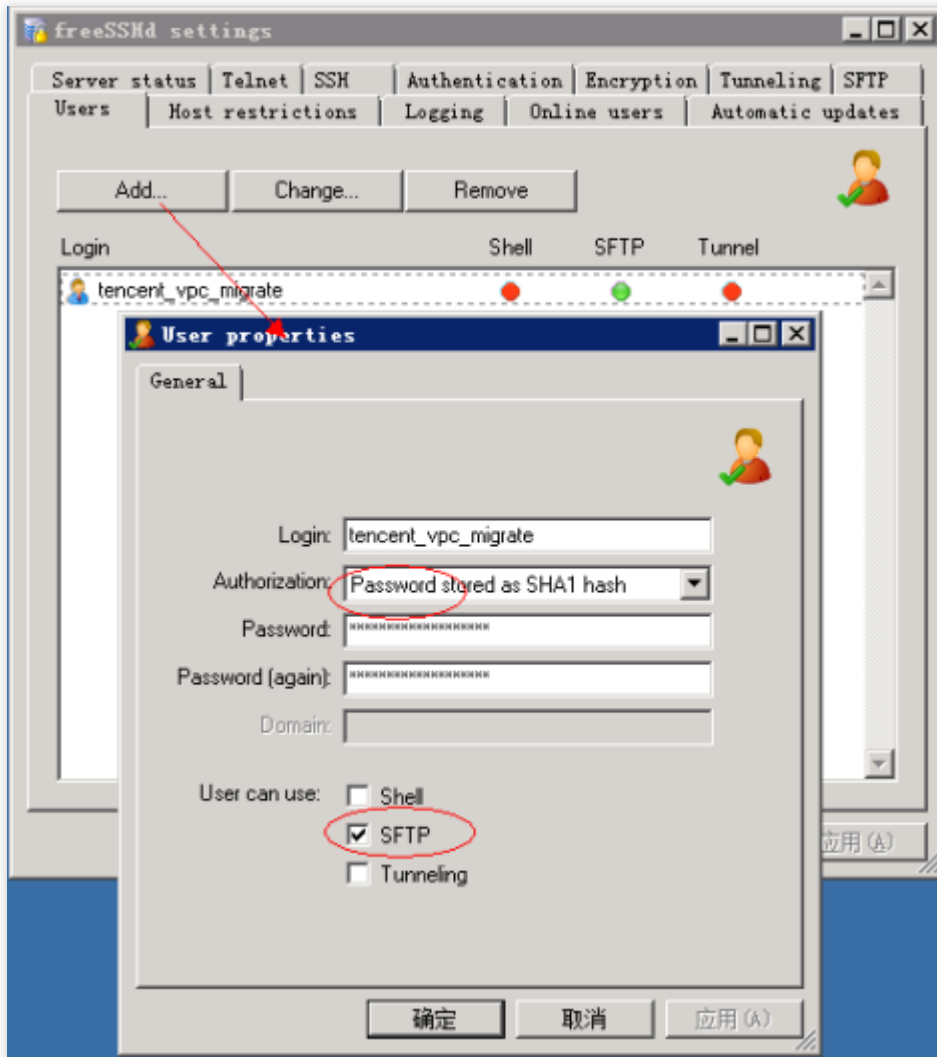 freeSSHd settings
Server status Telnet SSH Authentication Encryption Tunneling SFTP
Users Host restrictions Logging Online users Automatic updates
Add... Change... Remove
Login Shell SFTP Tunnel
tencent_vpc_migrate
User properties
General
Login: tencent_vpc_migrate
Authorization: Password stored as SHA1 hash
Password: ******************
Password (again): ******************
Domain:
User can use: Shell
SFTP
Tunneling
应用(A)
确定 取消 应用(A)